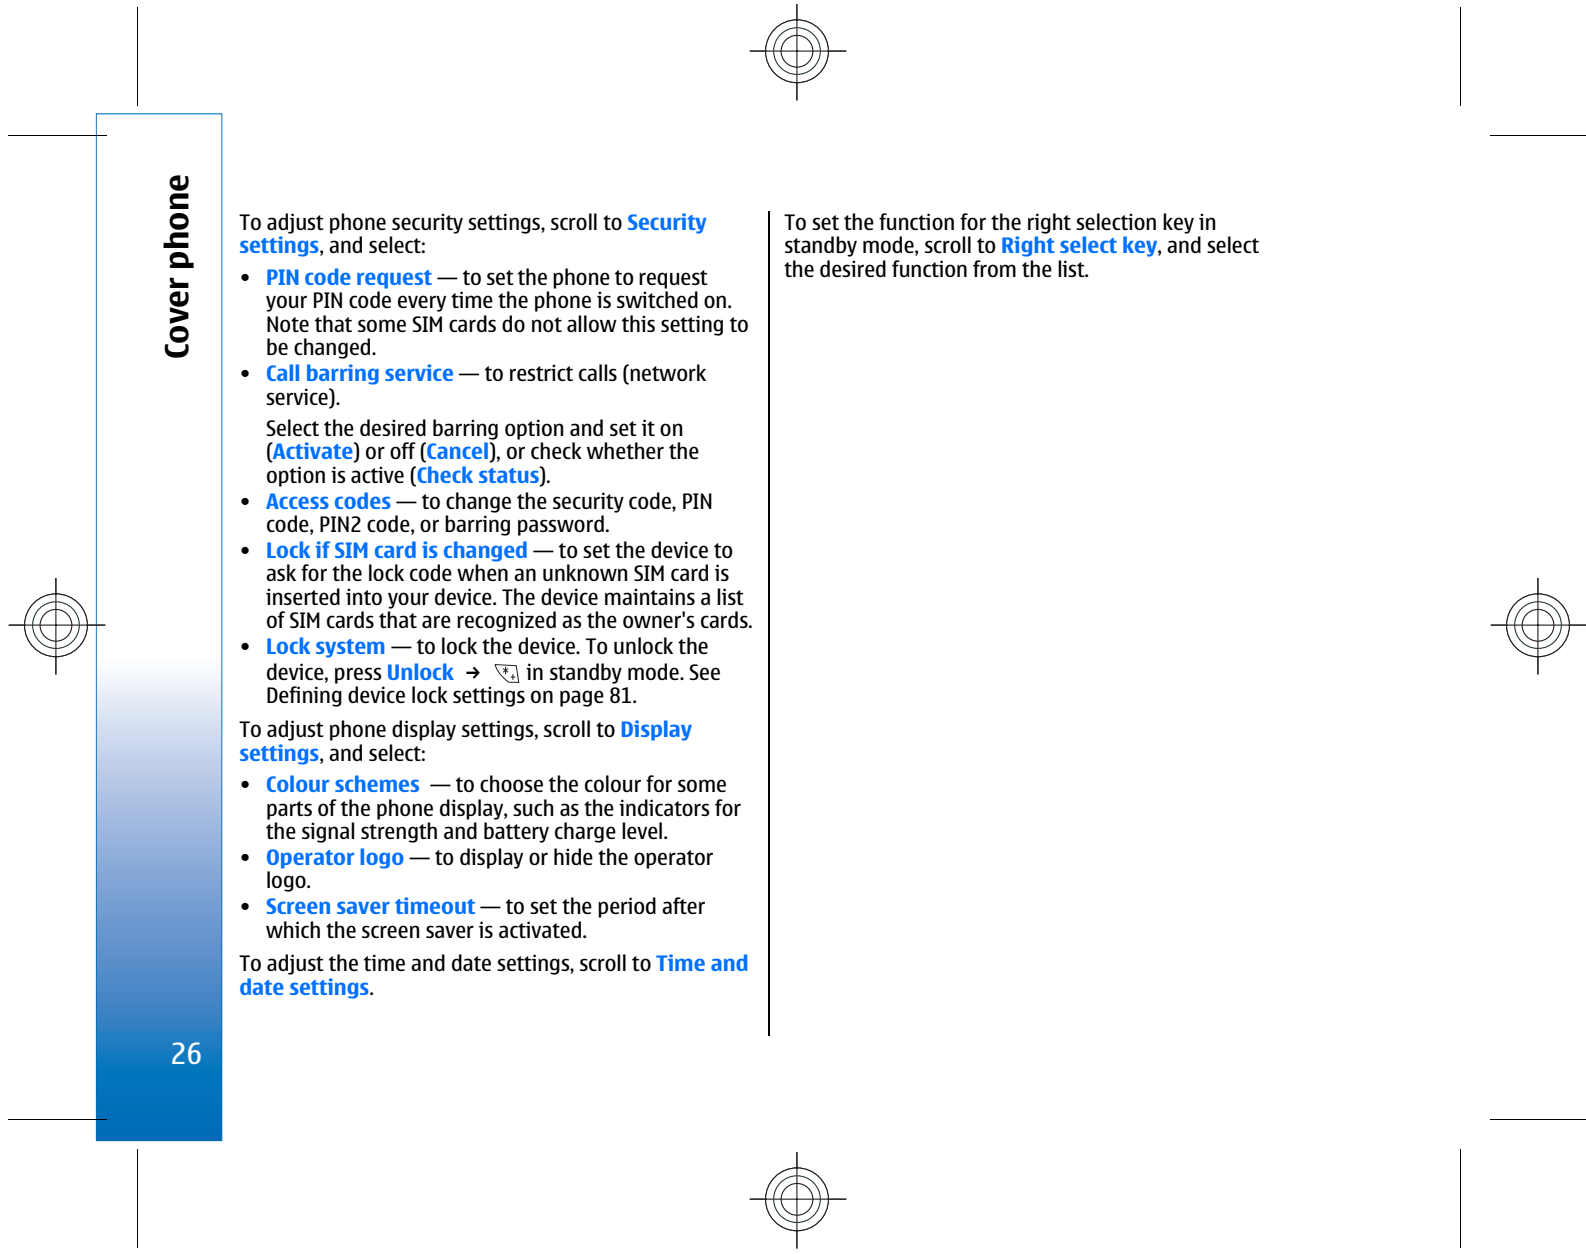 Cover phone
To adjust phone security settings, scroll to Security
settings, and select:
• PIN code request — to set the phone to request
your PIN code every time the phone is switched on.
Note that some SIM cards do not allow this setting to
be changed.
• Call barring service — to restrict calls (network
service).
Select the desired barring option and set it on
(Activate) or off (Cancel), or check whether the
option is active (Check status).
• Access codes — to change the security code, PIN
code, PIN2 code, or barring password.
• Lock if SIM card is changed — to set the device to
ask for the lock code when an unknown SIM card is
inserted into your device. The device maintains a list
of SIM cards that are recognized as the owner's cards.
• Lock system — to lock the device. To unlock the
device, press Unlock → *+ in standby mode. See
Defining device lock settings on page 81.
To adjust phone display settings, scroll to Display
settings, and select:
• Colour schemes — to choose the colour for some
parts of the phone display, such as the indicators for
the signal strength and battery charge level.
• Operator logo — to display or hide the operator
logo.
• Screen saver timeout — to set the period after
which the screen saver is activated.
To adjust the time and date settings, scroll to Time and
date settings.
To set the function for the right selection key in
standby mode, scroll to Right select key, and select
the desired function from the list.
26